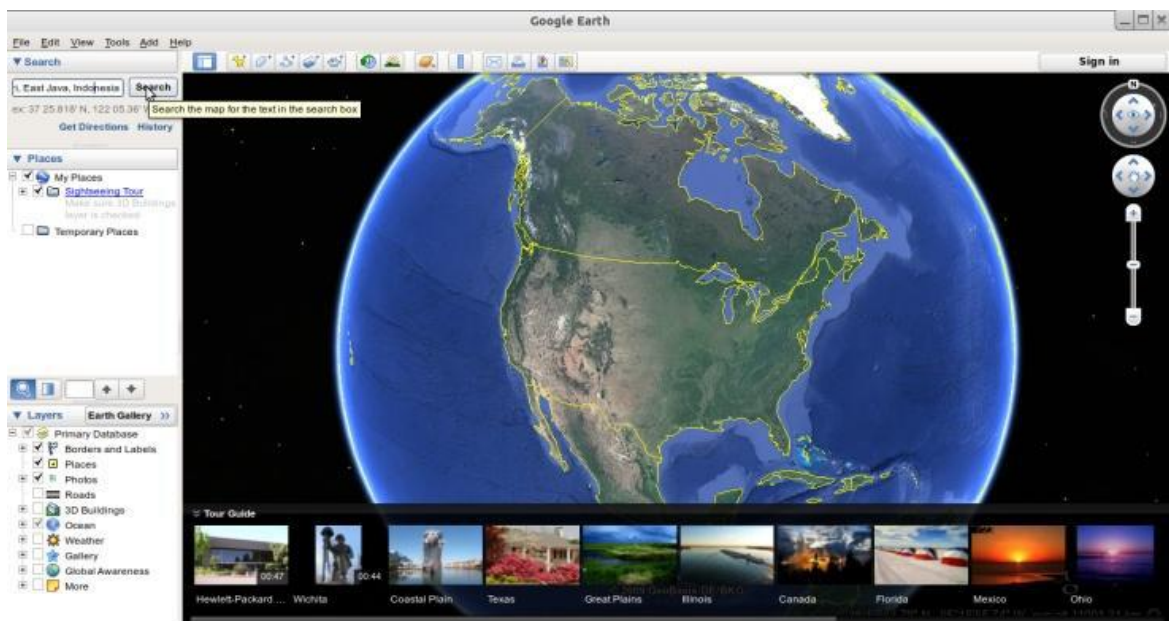 Google Earth
File Edit View Tools Add Help
Search
Sign in
East Java, Indonesia Search
Search the map for the text in the search box
ex: 37 25.818' N, 122 05.36'
Get Directions History
Places
My Places
Sightseeing Tour
Make sure 3D Buildings
layer is checked
Temporary Places
Layers Earth Gallery >>
Primary Database
Borders and Labels
Places
Photos
Roads
3D Buildings
Ocean
Weather
Gallery
Global Awareness
More
N
Tour Guide
00:47 00:44
Hewlett-Packard ... Wichita Coastal Plain Texas Great Plains Illinois Canada Florida Mexico Ohio